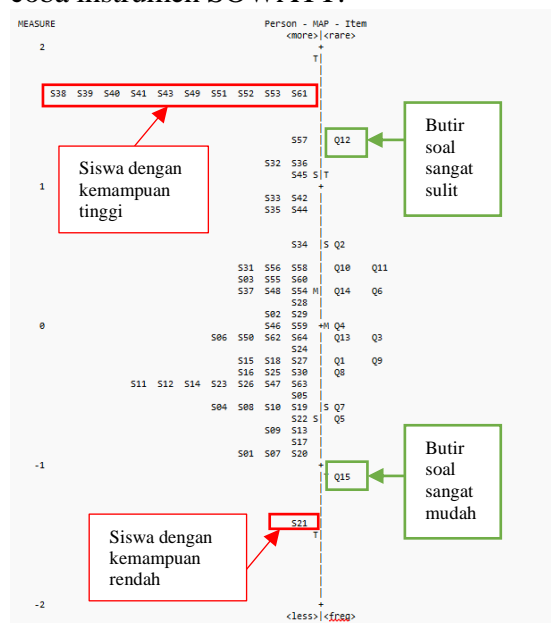 coba instrumen SOWATT.
MEASURE Person - MAP - Item
<more>|<rare>
2 +
T|
S38 S39 S40 S41 S43 S49 S51 S52 S53 S61
S57 | Q12
S32 S36
S45 S|T
1 +
S33 S42
S35 S44
S34 |S Q2
S31 S56 S58 | Q10 Q11
S03 S55 S60
S37 S48 S54 M| Q14 Q6
S28
S02 S29
0 S46 S59 +M Q4
S06 S50 S62 S64 | Q13 Q3
S24
S15 S18 S27 | Q1 Q9
S16 S25 S30 | Q8
S11 S12 S14 S23 S26 S47 S63
S05
S04 S08 S10 S19 |S Q7
S22 S| Q5
S09 S13
S17
S01 S07 S20
-1 +
T Q15
S21
T
-2 +
<less>|<freq>
Siswa dengan
kemampuan
tinggi
Butir
soal
sangat
sulit
Siswa dengan
kemampuan
rendah
Butir
soal
sangat
mudah